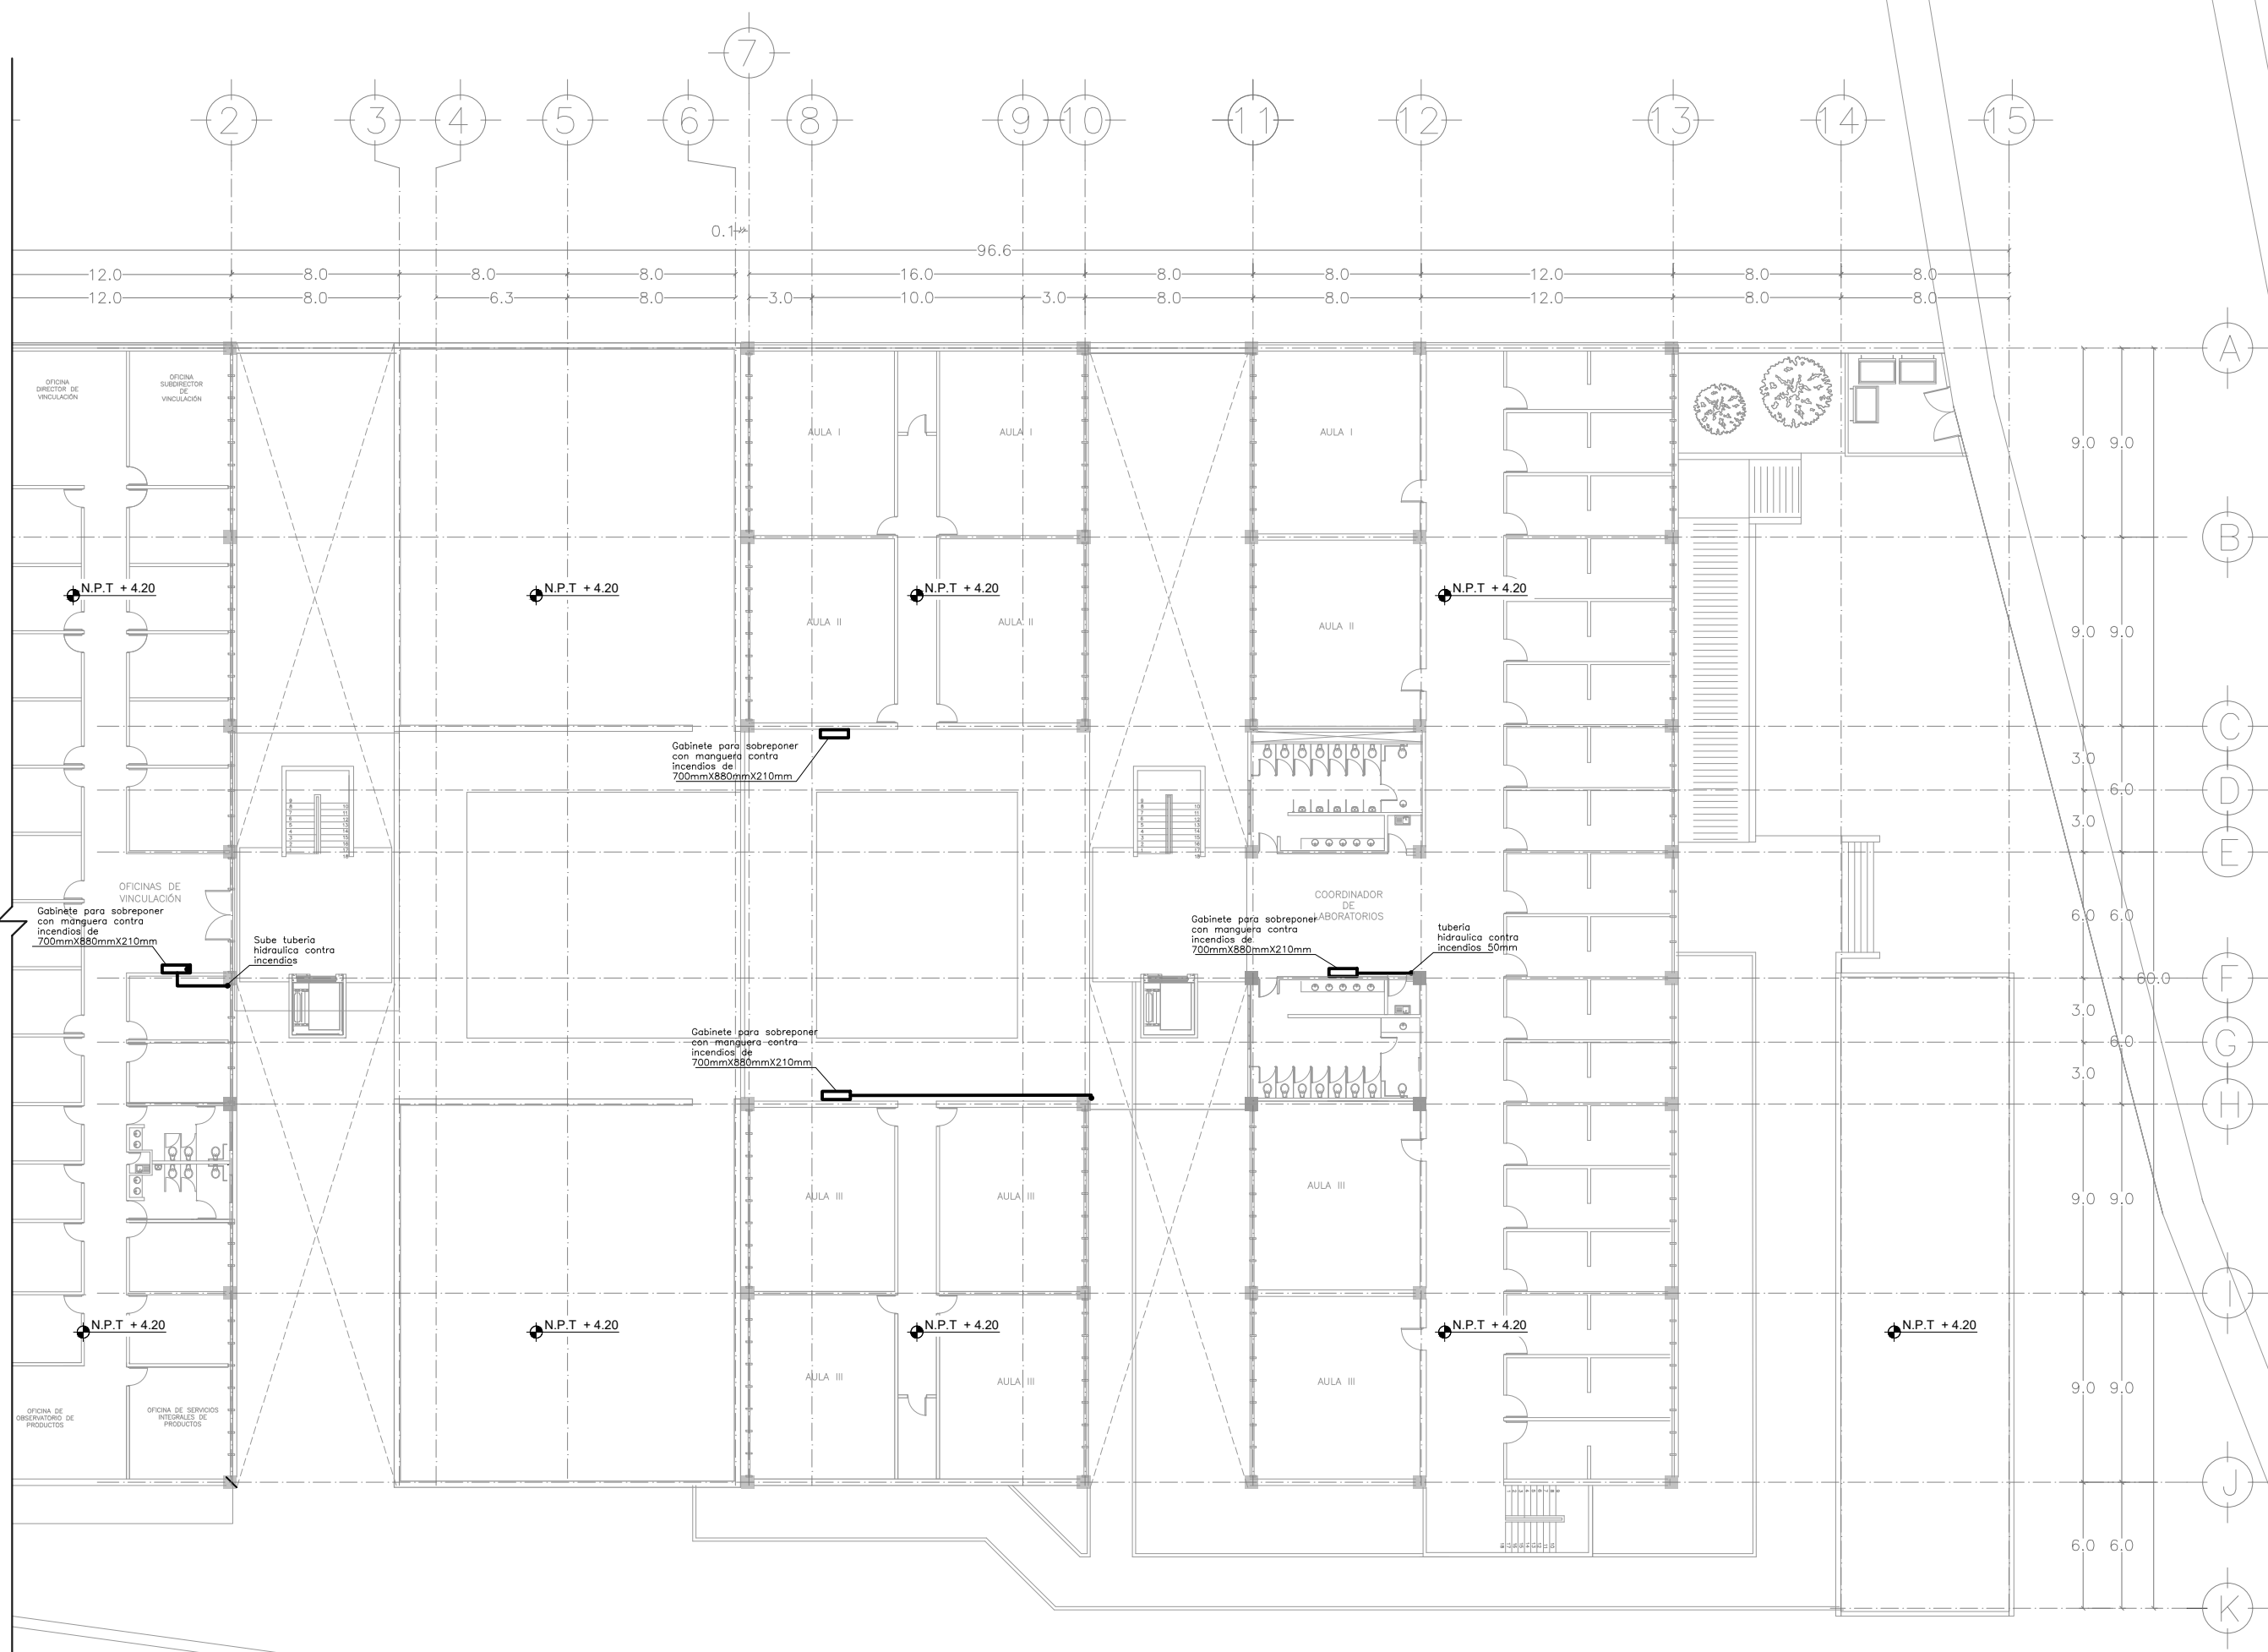 7
2
3
4
5
6
8
9
10
11
12
13
14
15
0.1
96.6
12.0
8.0
8.0
8.0
16.0
8.0
8.0
12.0
8.0
8.0
12.0
8.0
6.3
8.0
3.0
10.0
3.0
8.0
8.0
12.0
8.0
8.0
A
B
C
D
E
F
G
H
I
J
K
9.0 9.0
9.0 9.0
3.0
6.0
3.0
6.0 6.0
60.0
3.0
6.0
3.0
9.0 9.0
9.0 9.0
6.0 6.0
OFICINA
DIRECTOR DE
VINCULACIÓN
OFICINA
SUBDIRECTOR
DE
VINCULACIÓN
AULA I
AULA I
AULA I
N.P.T + 4.20
N.P.T + 4.20
N.P.T + 4.20
N.P.T + 4.20
AULA II
AULA II
AULA II
Gabinete para sobreponer
con manguera contra
incendios de
700mmX880mmX210mm
OFICINAS DE
VINCULACIÓN
Gabinete para sobreponer
con manguera contra
incendios de
700mmX880mmX210mm
Sube tuberia
hidraulica contra
incendios
COORDINADOR
DE
LABORATORIOS
Gabinete para sobreponer
con manguera contra
incendios de
700mmX880mmX210mm
tuberia
hidraulica contra
incendios 50mm
Gabinete para sobreponer
con manguera contra
incendios de
700mmX880mmX210mm
AULA III
AULA III
AULA III
N.P.T + 4.20
N.P.T + 4.20
N.P.T + 4.20
N.P.T + 4.20
N.P.T + 4.20
AULA III
AULA III
AULA III
OFICINA DE
OBSERVATORIO DE
PRODUCTOS
OFICINA DE SERVICIOS
INTEGRALES DE
PRODUCTOS